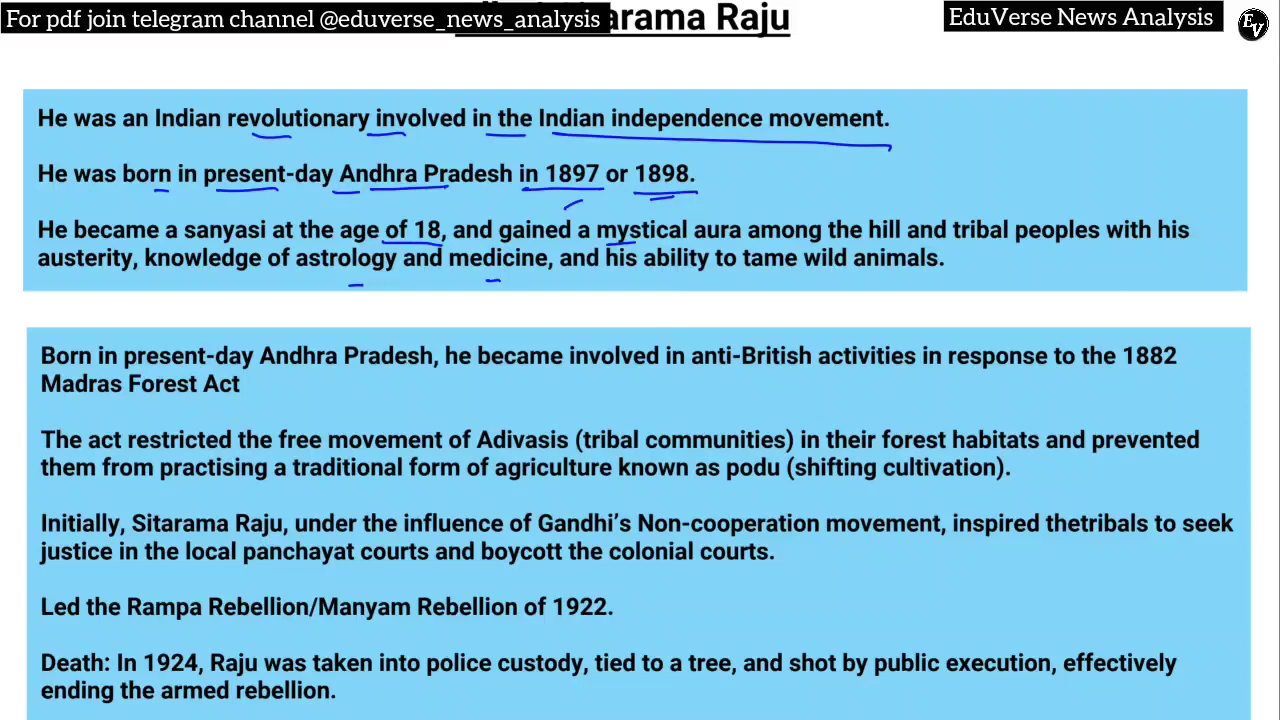 For pdf join telegram channel @eduverse_news_analysis
arama Raju
EduVerse News Analysis
EV
He was an Indian revolutionary involved in the Indian independence movement.
He was born in present-day Andhra Pradesh in 1897 or 1898.
He became a sanyasi at the age of 18, and gained a mystical aura among the hill and tribal peoples with his
austerity, knowledge of astrology and medicine, and his ability to tame wild animals.
Born in present-day Andhra Pradesh, he became involved in anti-British activities in response to the 1882
Madras Forest Act
The act restricted the free movement of Adivasis (tribal communities) in their forest habitats and prevented
them from practising a traditional form of agriculture known as podu (shifting cultivation).
Initially, Sitarama Raju, under the influence of Gandhi's Non-cooperation movement, inspired thetribals to seek
justice in the local panchayat courts and boycott the colonial courts.
Led the Rampa Rebellion/Manyam Rebellion of 1922.
Death: In 1924, Raju was taken into police custody, tied to a tree, and shot by public execution, effectively
ending the armed rebellion.